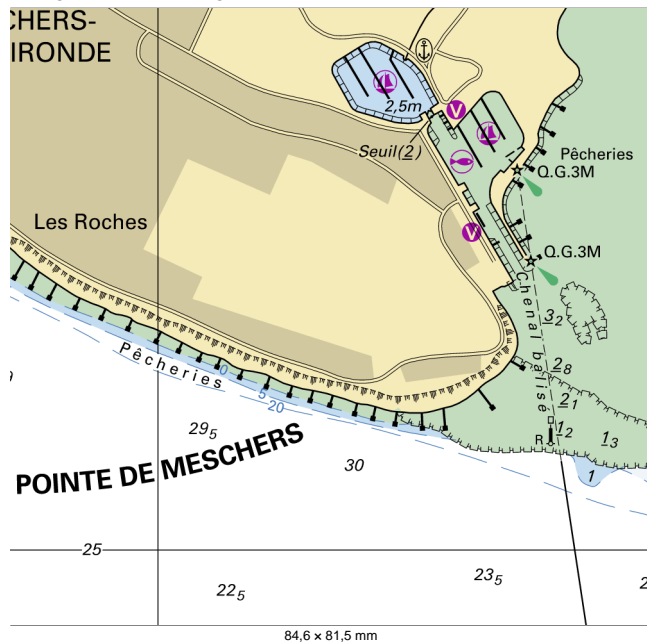 CHERS-
IRONDE
2,5m
V
Seuil(2)
Pêcheries
Q.G.3M
Les Roches
V
Q.G.3M
Chenal balisé
3₂
Pêcheries
0
5
20
2₈
2₁
1₂
1₃
R
29₅
POINTE DE MESCHERS
30
1
25
23₅
22₅
2
84,6 × 81,5 mm